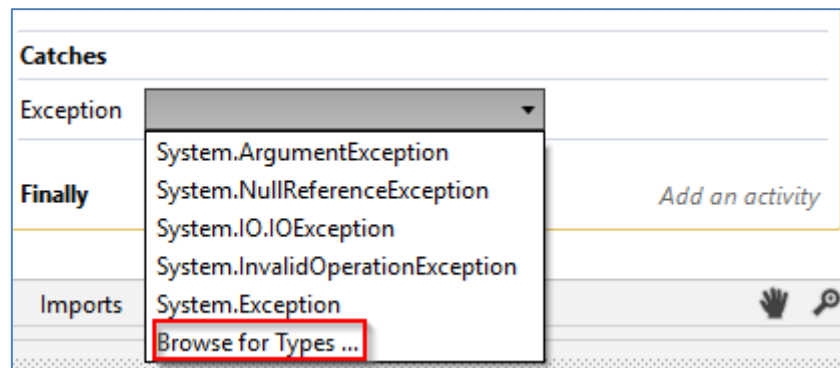 Catches
Exception
System.ArgumentException
System.NullReferenceException
Finally
Add an activity
System.IO.IOException
System.InvalidOperationException
Imports
System.Exception
Browse for Types ...